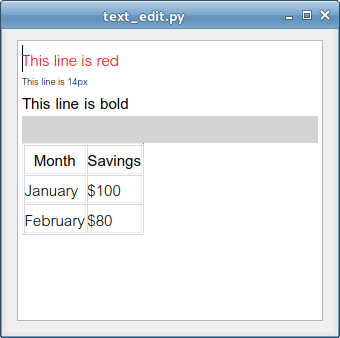 text_edit.py
This line is red
This line is 14px
This line is bold
Month Savings
January $100
February $80